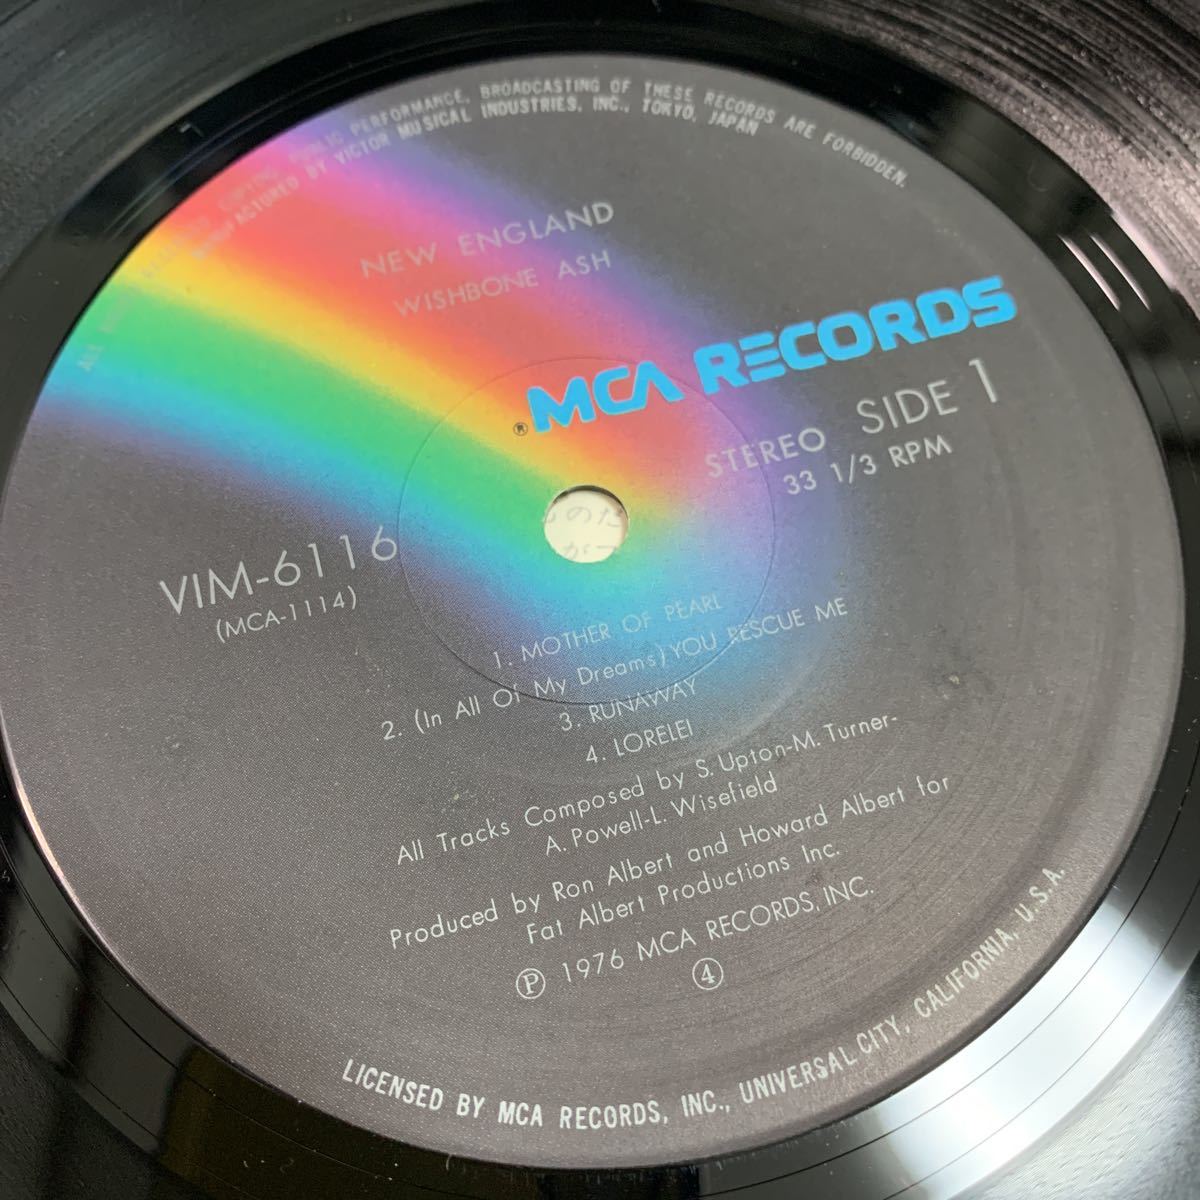 ALL RIGHTS RESERVED COPYING, PUBLIC PERFORMANCE, BROADCASTING OF THESE RECORDS ARE FORBIDDEN.
MANUFACTURED BY VICTOR MUSICAL INDUSTRIES, INC., TOKYO, JAPAN
NEW ENGLAND
WISHBONE ASH
® MCA RECORDS
STEREO SIDE 1
33 1/3 RPM
VIM-6116
(MCA-1114)
1. MOTHER OF PEARL
2. (In All Of My Dreams) YOU RESCUE ME
3. RUNAWAY
4. LORELEI
All Tracks Composed by S. Upton-M. Turner-
A. Powell-L. Wisefield
Produced by Ron Albert and Howard Albert for
Fat Albert Productions Inc.
Ⓟ 1976 MCA RECORDS, INC.
④
LICENSED BY MCA RECORDS, INC., UNIVERSAL CITY, CALIFORNIA, U.S.A.